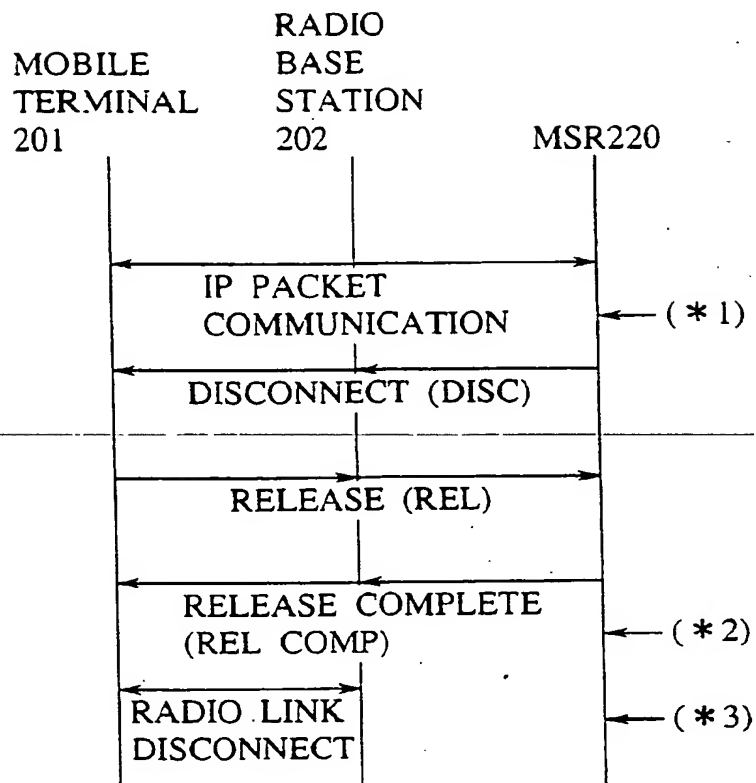 MOBILE
TERMINAL
201
RADIO
BASE
STATION
202
MSR220
IP PACKET
COMMUNICATION
(*1)
DISCONNECT (DISC)
RELEASE (REL)
RELEASE COMPLETE
(REL COMP)
(*2)
RADIO LINK
DISCONNECT
(*3)